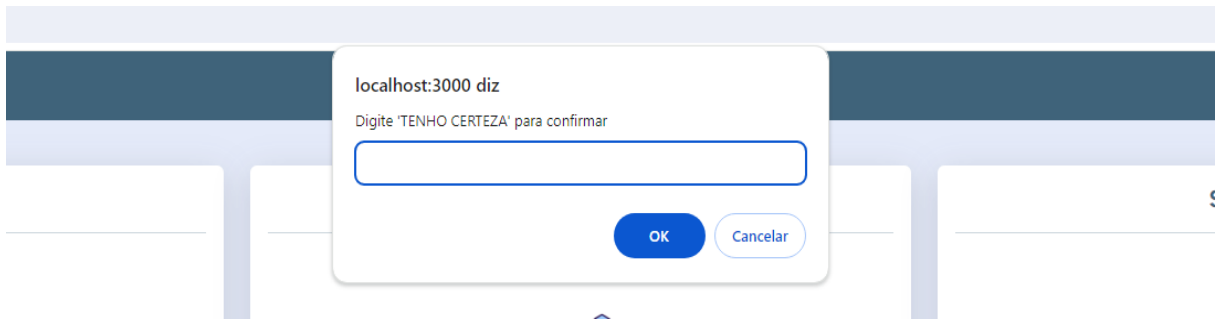 localhost:3000 diz
Digite 'TENHO CERTEZA' para confirmar
OK
Cancelar